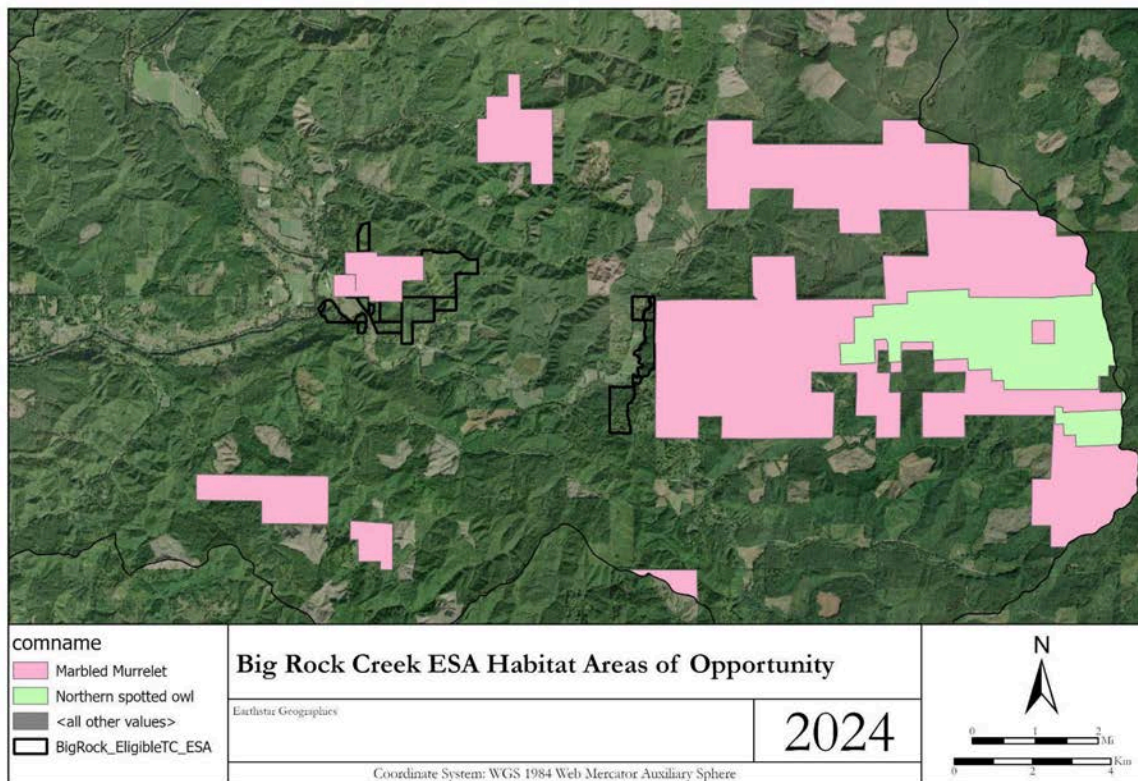 comname
Marbled Murrelet
Northern spotted owl
<all other values>
BigRock_EligibleTC_ESA
Big Rock Creek ESA Habitat Areas of Opportunity
Earthstar Geographics
2024
Coordinate System: WGS 1984 Web Mercator Auxiliary Sphere
N
0 1 2
Mi
Km
0 2 4